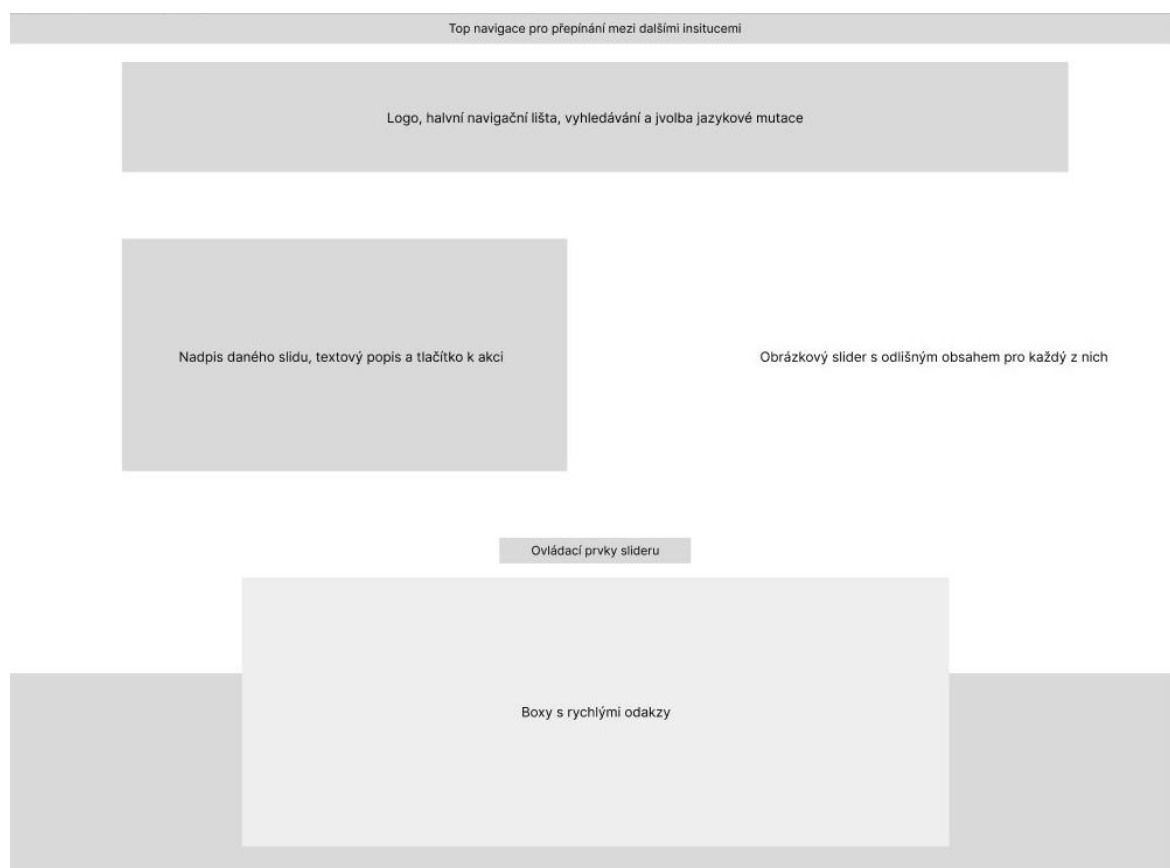 Top navigace pro přepínání mezi dalšími insitucemi
Logo, halvní navigační lišta, vyhledávání a jvolba jazykové mutace
Nadpis daného slidu, textový popis a tlačítko k akci
Obrázkový slider s odlišným obsahem pro každý z nich
Ovládací prvky slideru
Boxy s rychlými odakzy